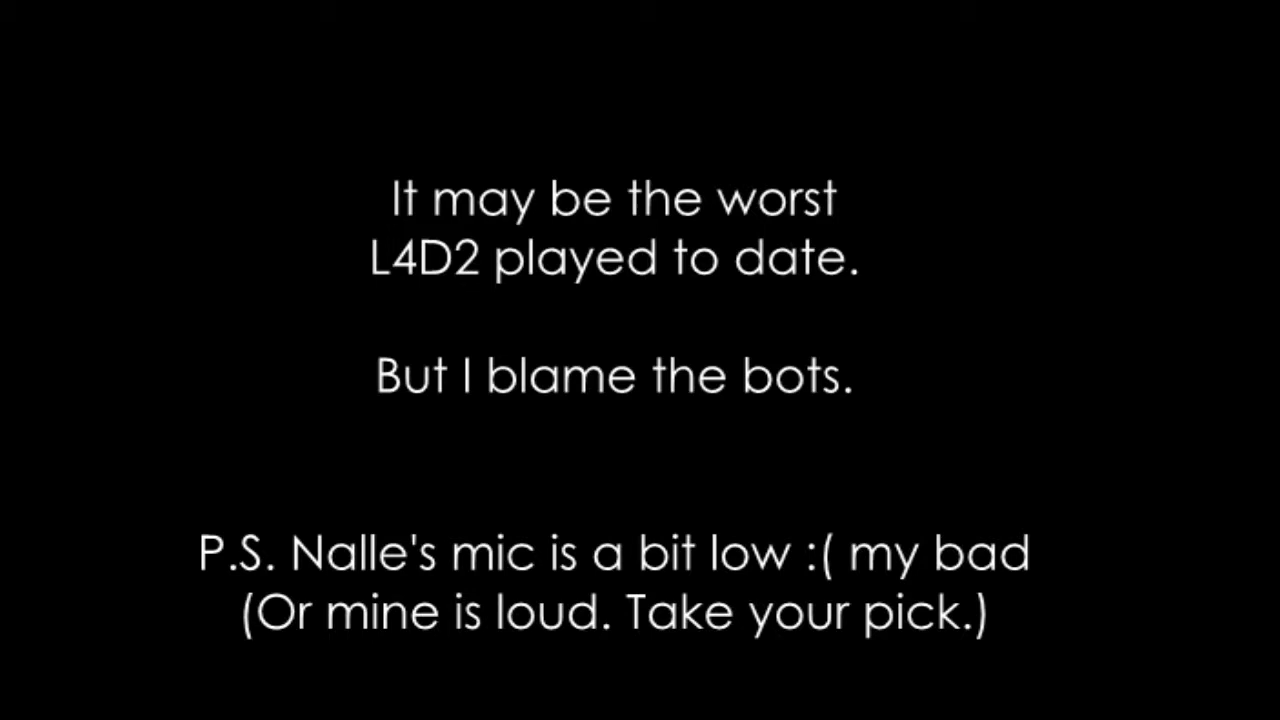 It may be the worst
L4D2 played to date.
But I blame the bots.
P.S. Nalle's mic is a bit low :( my bad
(Or mine is loud. Take your pick.)